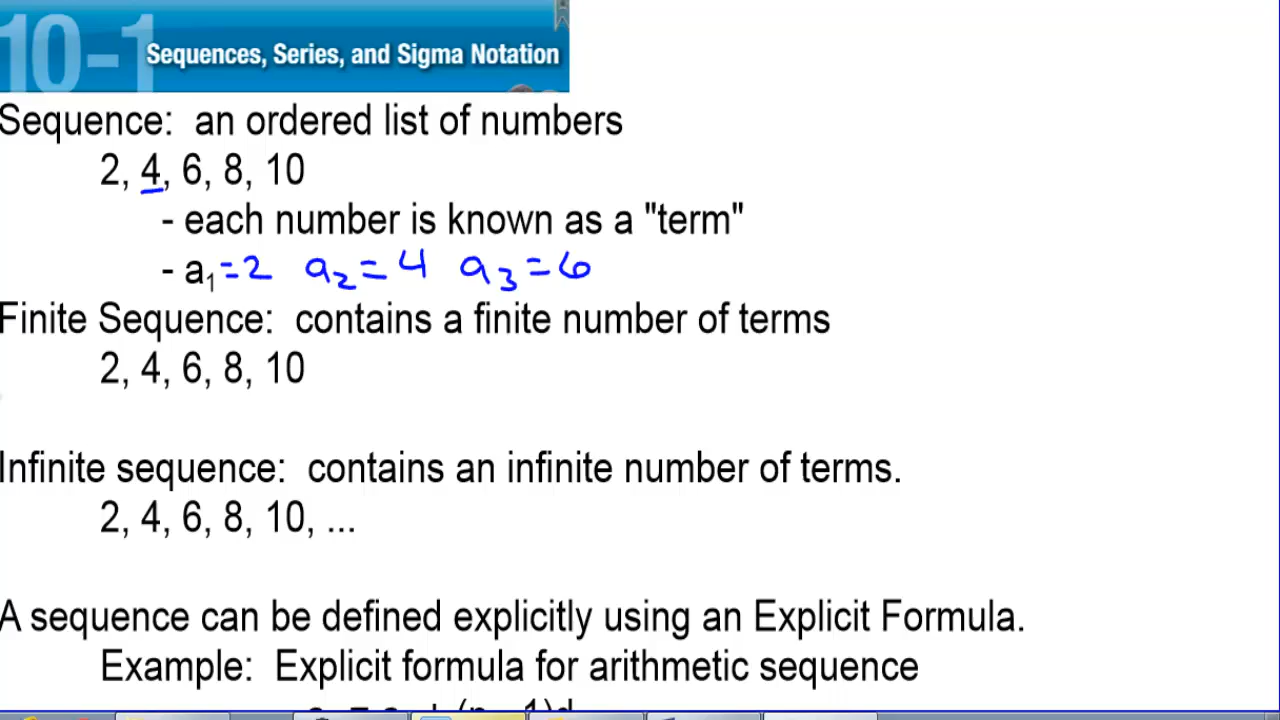 10-1 Sequences, Series, and Sigma Notation
Sequence: an ordered list of numbers
2, 4, 6, 8, 10
- each number is known as a "term"
- a₁ = 2 a₂ = 4 a₃ = 6
Finite Sequence: contains a finite number of terms
2, 4, 6, 8, 10
Infinite sequence: contains an infinite number of terms.
2, 4, 6, 8, 10, ...
A sequence can be defined explicitly using an Explicit Formula.
Example: Explicit formula for arithmetic sequence